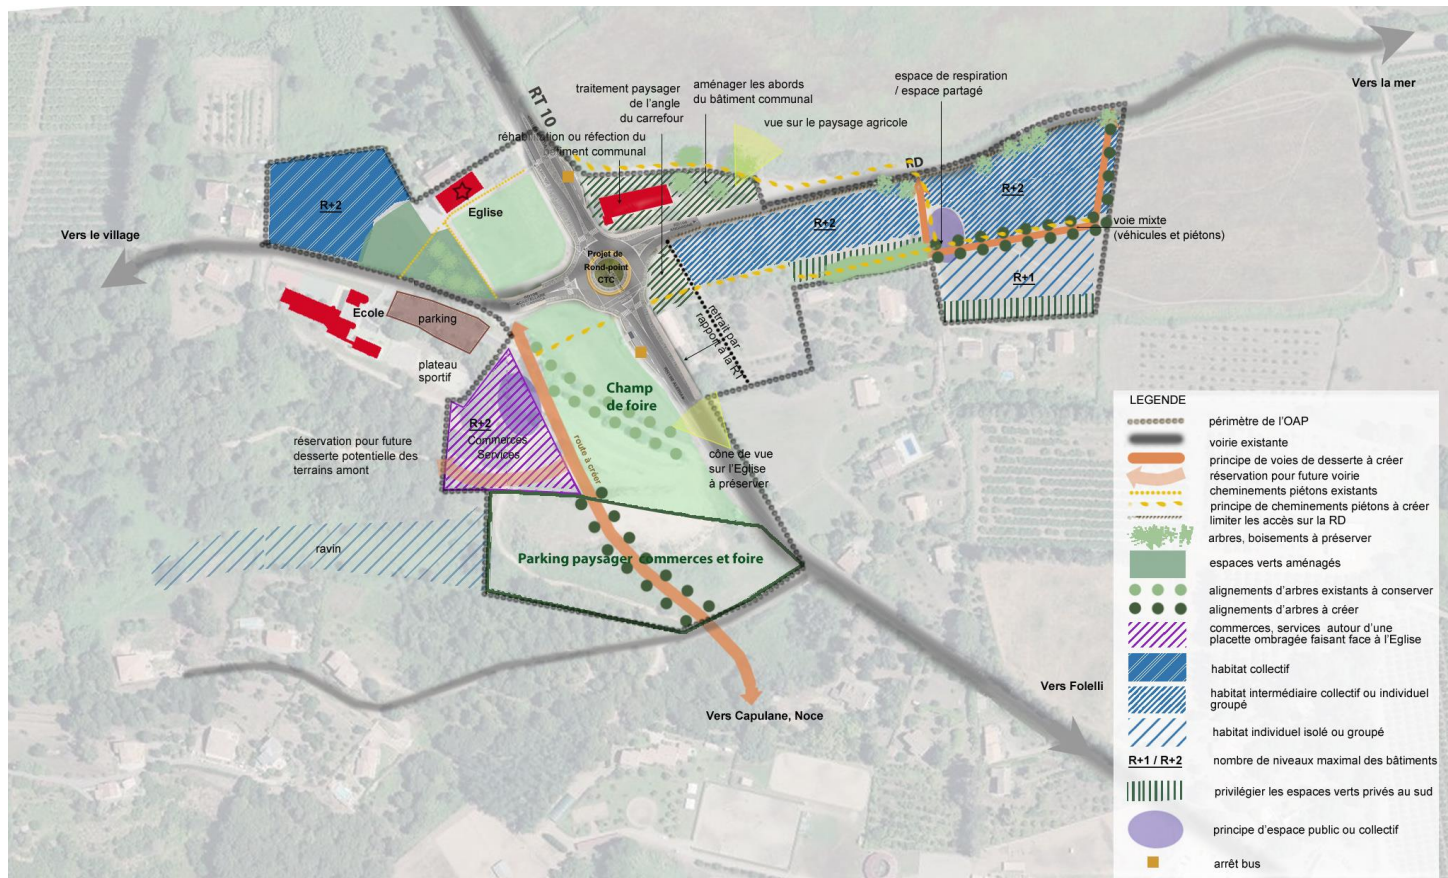 RT 10
traitement paysager
de l'angle
du carrefour
aménager les abords
du bâtiment communal
espace de respiration
/ espace partagé
Vers la mer
vue sur le paysage agricole
réhabilitation ou réfection du
bâtiment communal
RD
R+2
R+2
R+2
Eglise
Vers le village
voie mixte
(véhicules et piétons)
Projet de
Rond-point
CTC
R+1
Ecole
parking
retrait par
rapport à la RT
plateau
sportif
Champ
de foire
R+2
Commerces
Services
réservation pour future
desserte potentielle des
terrains amont
route à créer
cône de vue
sur l'Eglise
à préserver
ravin
Parking paysager commerces et foire
Vers Folelli
Vers Capulane, Noce
LEGENDE
périmètre de l'OAP
voirie existante
principe de voies de desserte à créer
réservation pour future voirie
cheminements piétons existants
principe de cheminements piétons à créer
limiter les accès sur la RD
arbres, boisements à préserver
espaces verts aménagés
alignements d'arbres existants à conserver
alignements d'arbres à créer
commerces, services autour d'une
placette ombragée faisant face à l'Eglise
habitat collectif
habitat intermédiaire collectif ou individuel
groupé
habitat individuel isolé ou groupé
R+1 / R+2 nombre de niveaux maximal des bâtiments
privilégier les espaces verts privés au sud
principe d'espace public ou collectif
arrêt bus